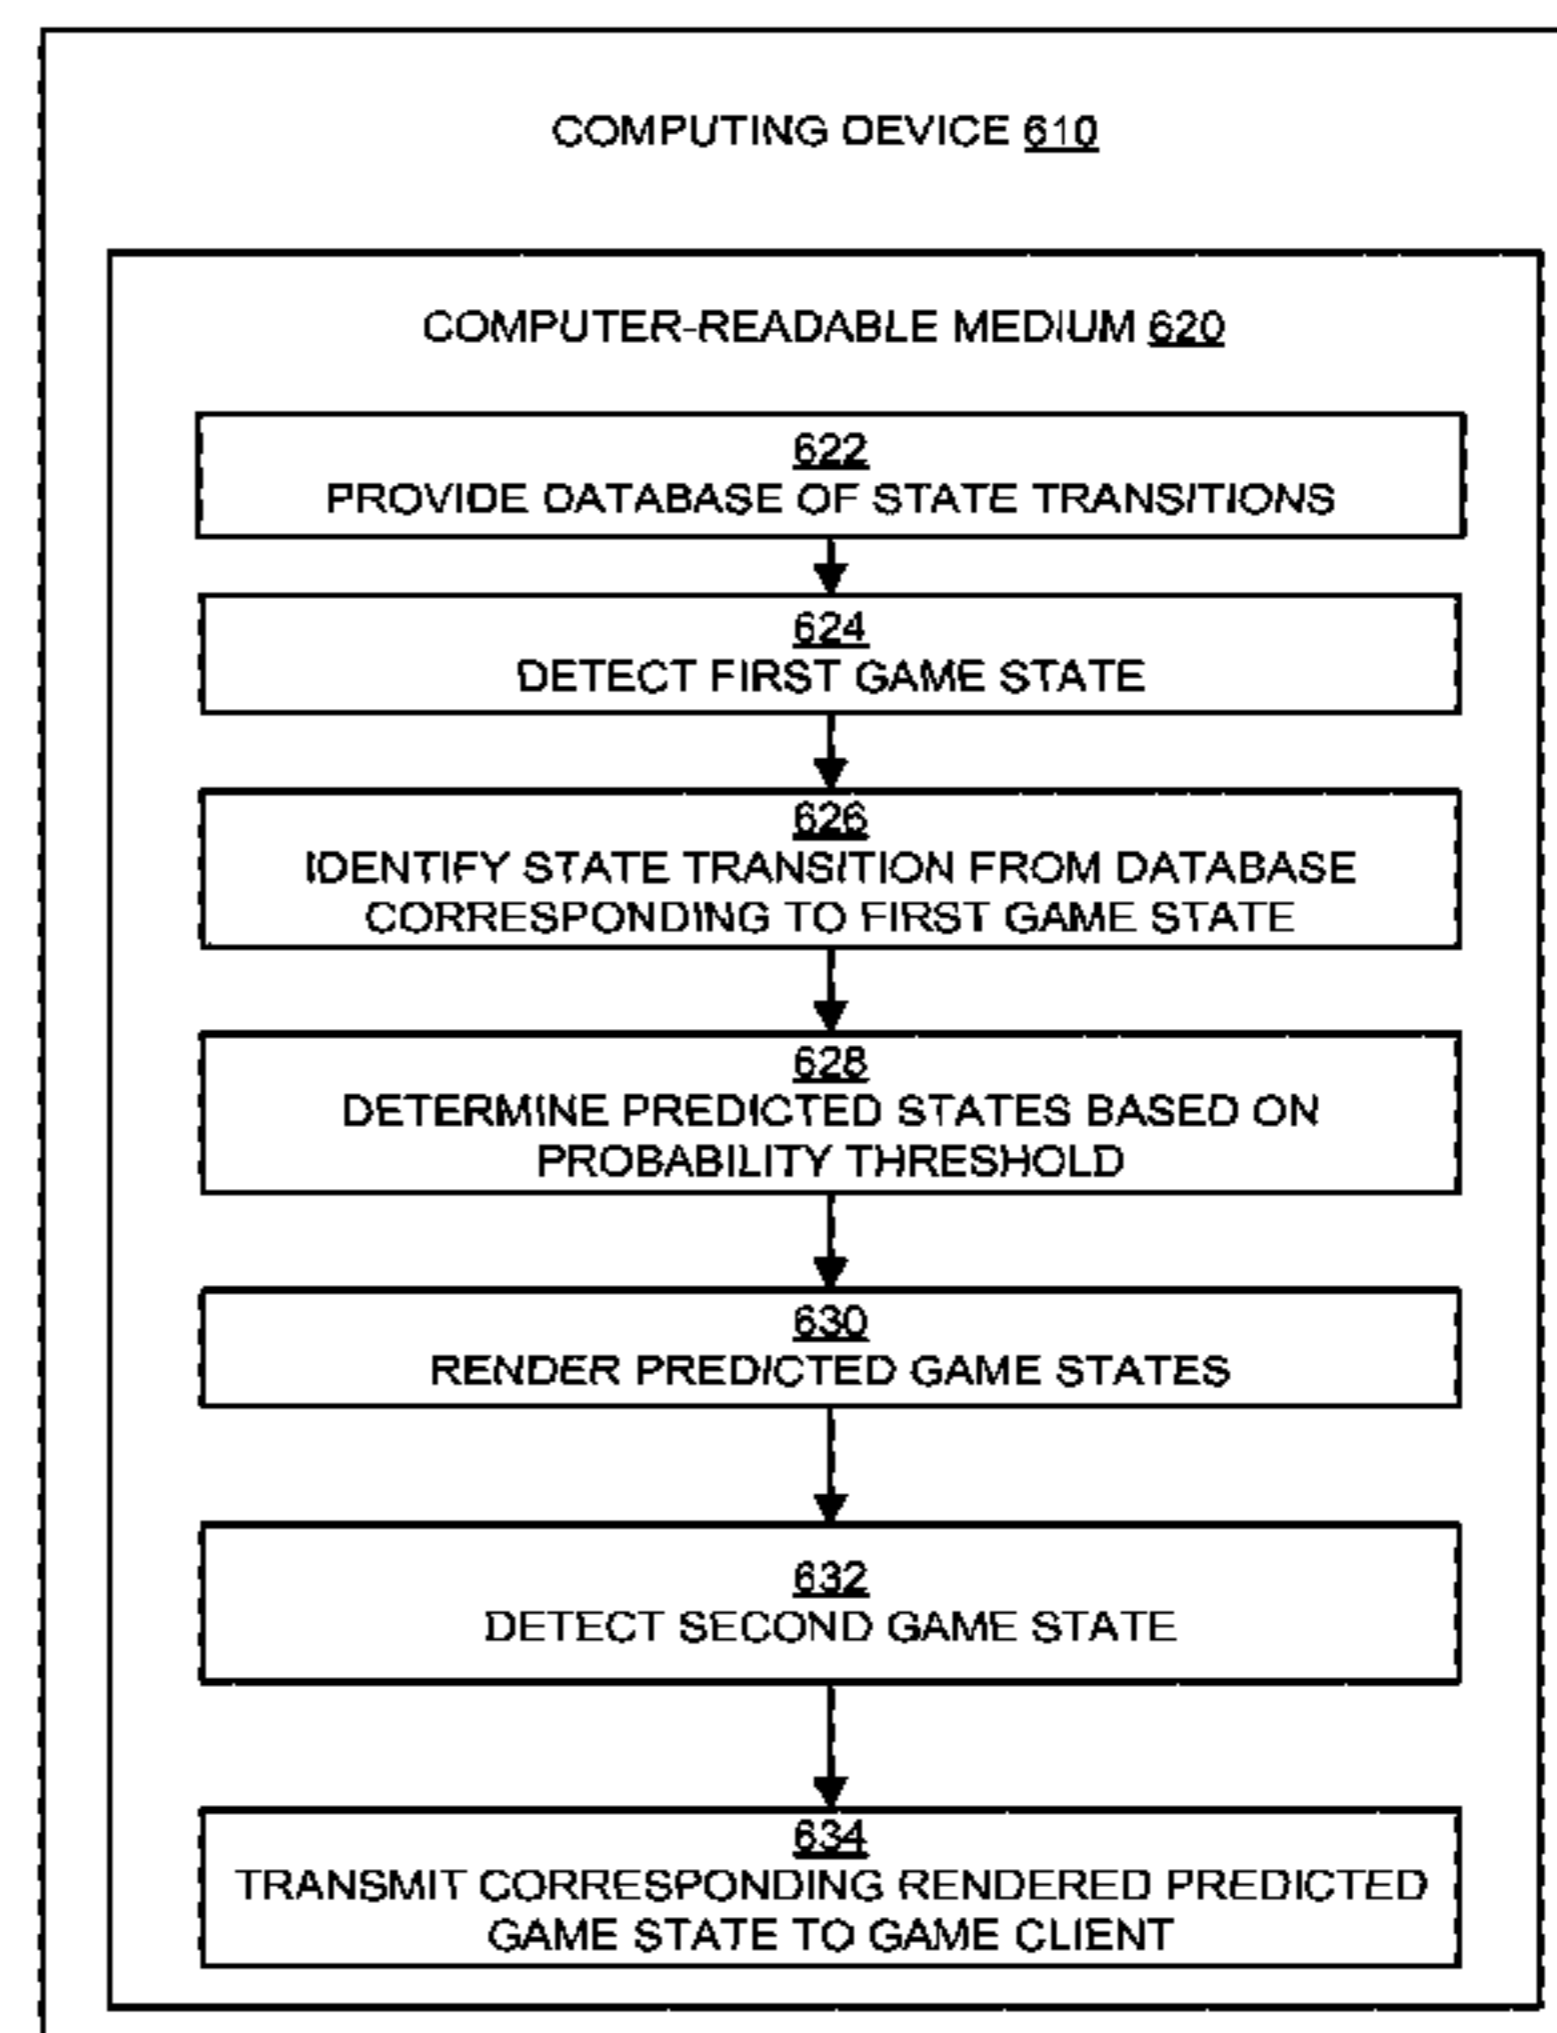 COMPUTING DEVICE 610
COMPUTER-READABLE MEDIUM 620
622
PROVIDE DATABASE OF STATE TRANSITIONS
624
DETECT FIRST GAME STATE
626
IDENTIFY STATE TRANSITION FROM DATABASE
CORRESPONDING TO FIRST GAME STATE
628
DETERMINE PREDICTED STATES BASED ON
PROBABILITY THRESHOLD
630
RENDER PREDICTED GAME STATES
632
DETECT SECOND GAME STATE
634
TRANSMIT CORRESPONDING RENDERED PREDICTED
GAME STATE TO GAME CLIENT